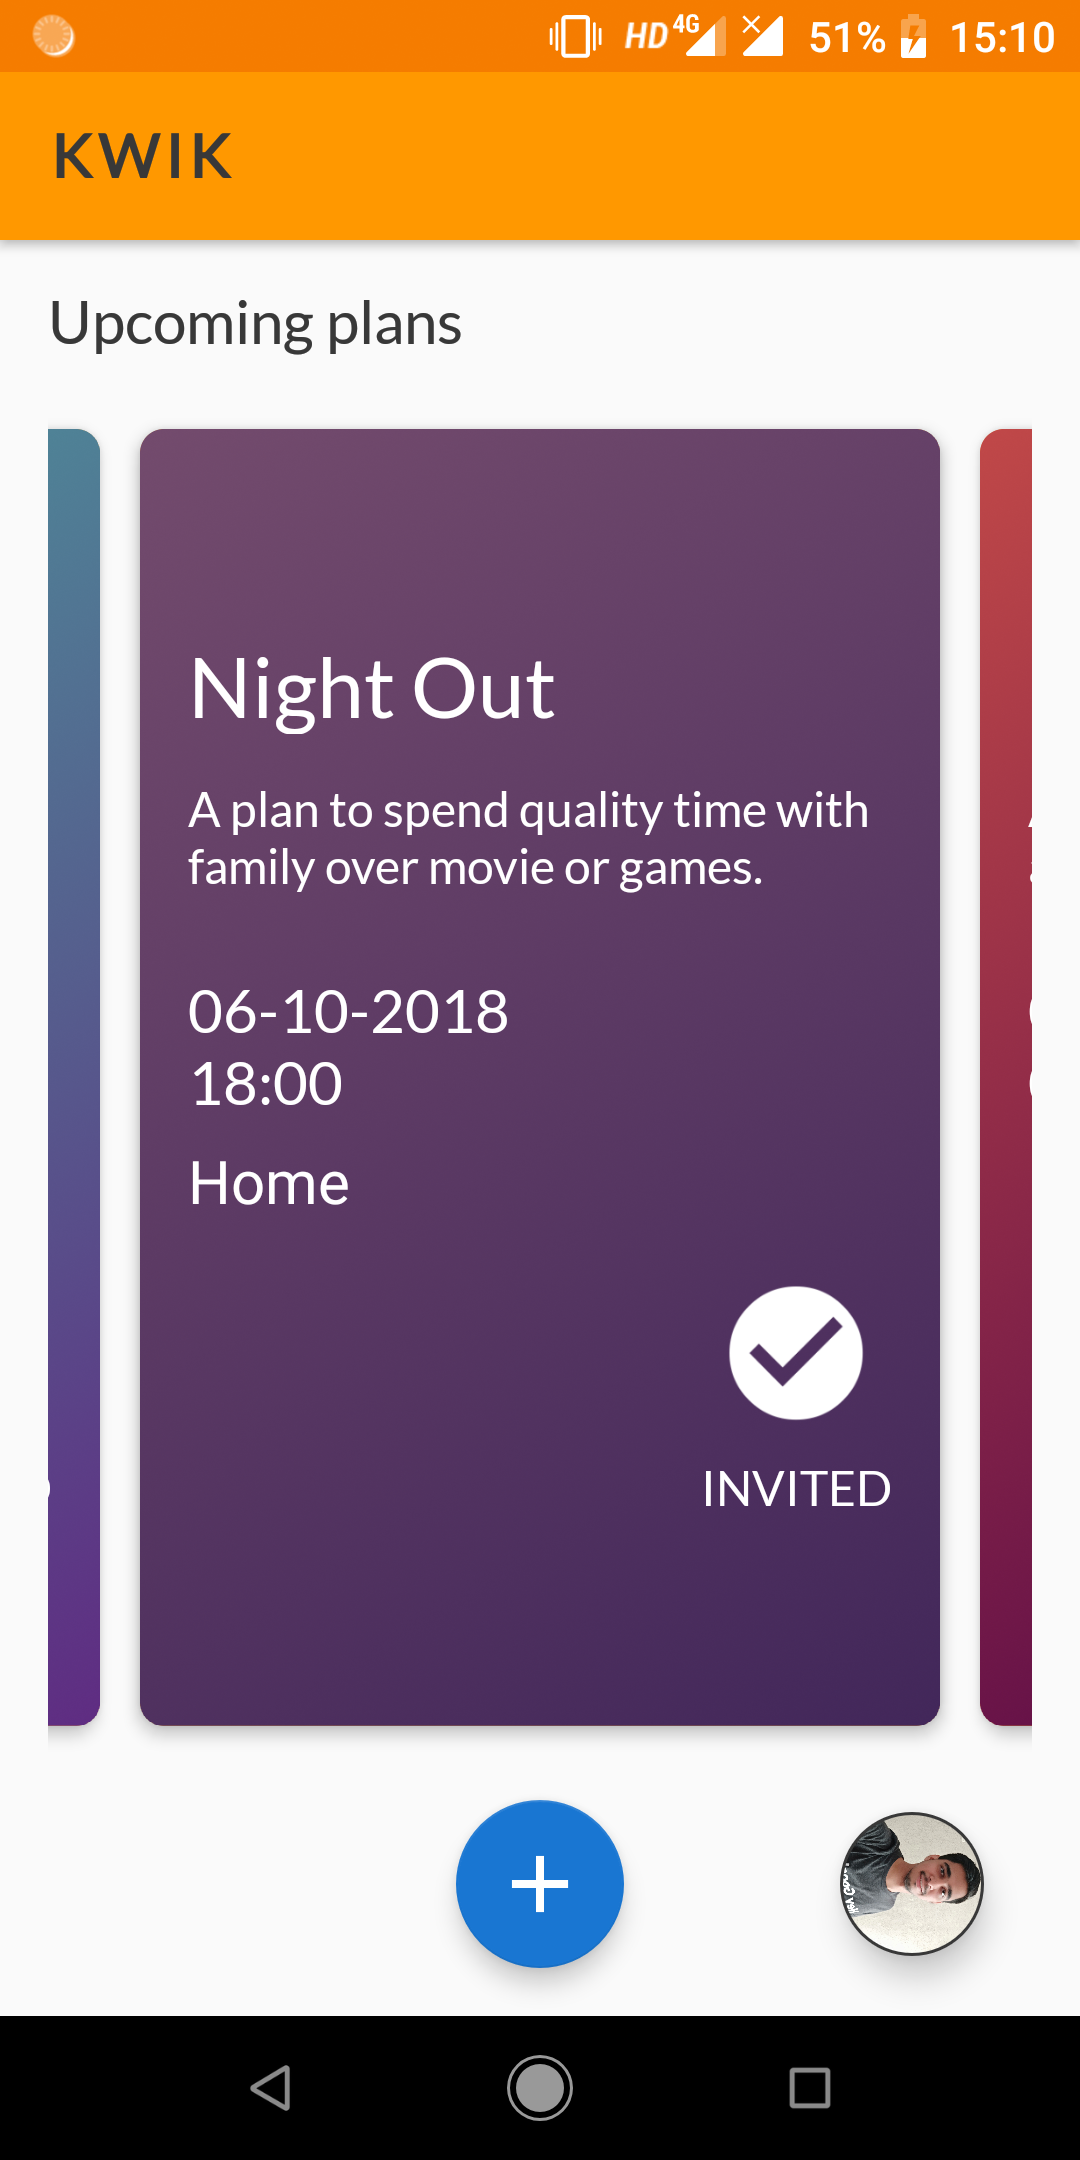 HD 4G 51% 15:10
KWIK
Upcoming plans
Night Out
A plan to spend quality time with
family over movie or games.
06-10-2018
18:00
Home
INVITED